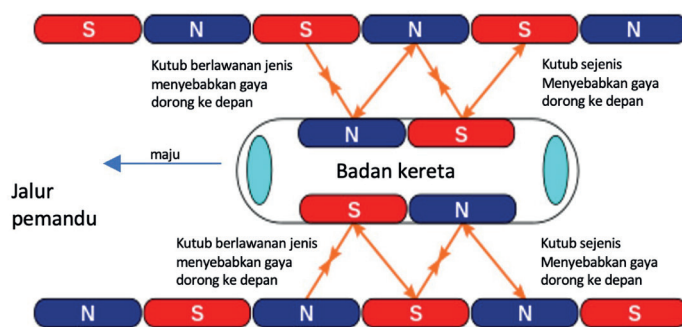 S N S N S N
Kutub berlawanan jenis
menyebabkan gaya
dorong ke depan
Kutub sejenis
Menyebabkan gaya
dorong ke depan
N S
maju
Badan kereta
Jalur
pemandu
S N
Kutub berlawanan jenis
menyebabkan gaya
dorong ke depan
Kutub sejenis
Menyebabkan gaya
dorong ke depan
N S N S N S